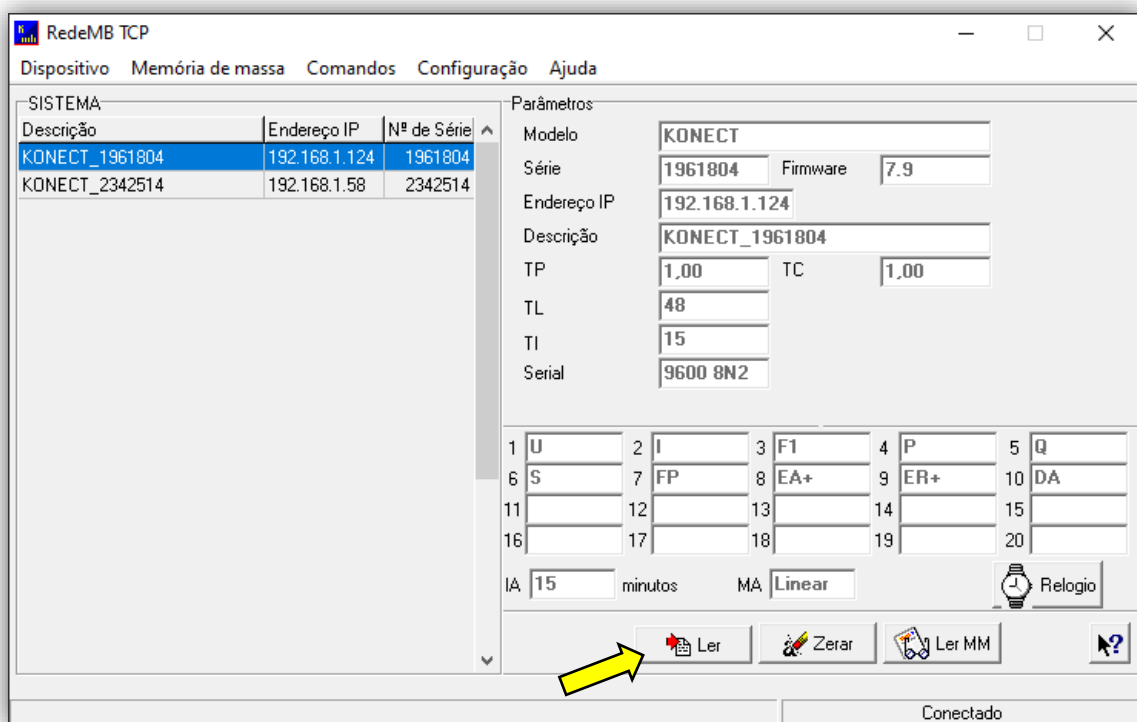 RedeMB TCP
Dispositivo Memória de massa Comandos Configuração Ajuda
SISTEMA
Descrição Endereço IP Nº de Série
KONECT_1961804 192.168.1.124 1961804
KONECT_2342514 192.168.1.58 2342514
Parâmetros
Modelo KONECT
Série 1961804 Firmware 7.9
Endereço IP 192.168.1.124
Descrição KONECT_1961804
TP 1,00 TC 1,00
TL 48
TI 15
Serial 9600 8N2
1 U 2 I 3 F1 4 P 5 Q
6 S 7 FP 8 EA+ 9 ER+ 10 DA
11 12 13 14 15
16 17 18 19 20
IA 15 minutos MA Linear Relogio
Ler Zerar Ler MM ?
Conectado